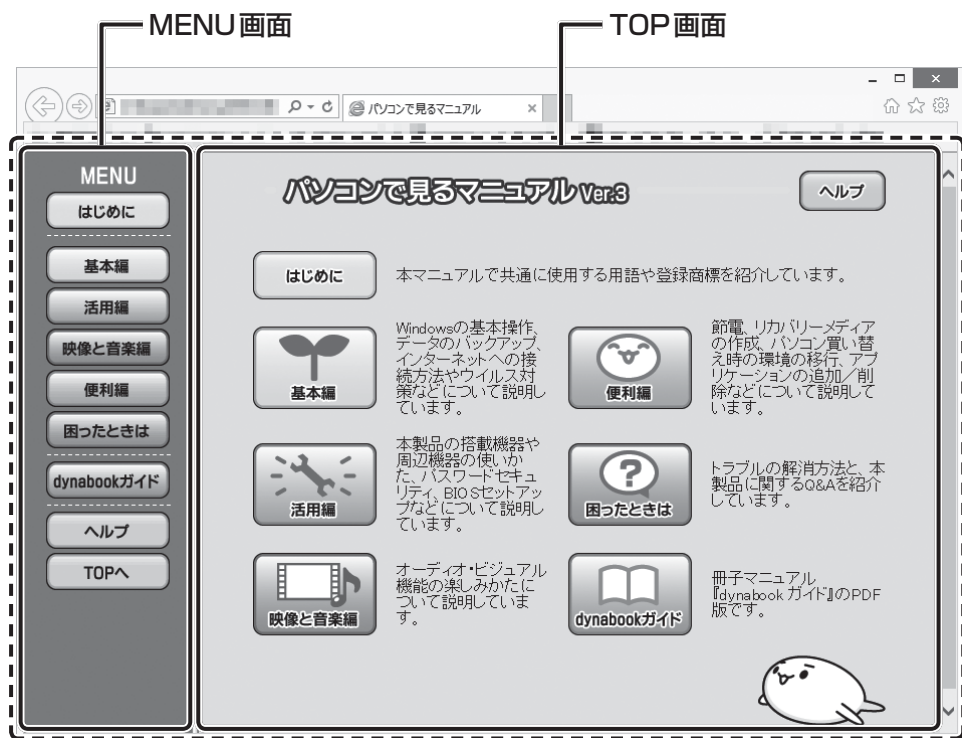 MENU画面
TOP画面
パソコンで見るマニュアル
MENU
はじめに
基本編
活用編
映像と音楽編
便利編
困ったときは
dynabookガイド
ヘルプ
TOPへ
パソコンで見るマニュアル Ver.3
ヘルプ
はじめに
本マニュアルで共通に使用する用語や登録商標を紹介しています。
基本編
Windowsの基本操作、
データのバックアップ、
インターネットへの接
続方法やウイルス対
策などについて説明し
ています。
便利編
節電、リカバリーメディア
の作成、パソコン買い替
え時の環境の移行、アプ
リケーションの追加／削
除などについて説明して
います。
活用編
本製品の搭載機器や
周辺機器の使いか
た、パスワードセキュ
リティ、BIOSセットアッ
プなどについて説明し
ています。
困ったときは
トラブルの解消方法と、本
製品に関するQ&Aを紹介
しています。
映像と音楽編
オーディオ・ビジュアル
機能の楽しみかたに
ついて説明していま
す。
dynabookガイド
冊子マニュアル
『dynabook ガイド』のPDF
版です。